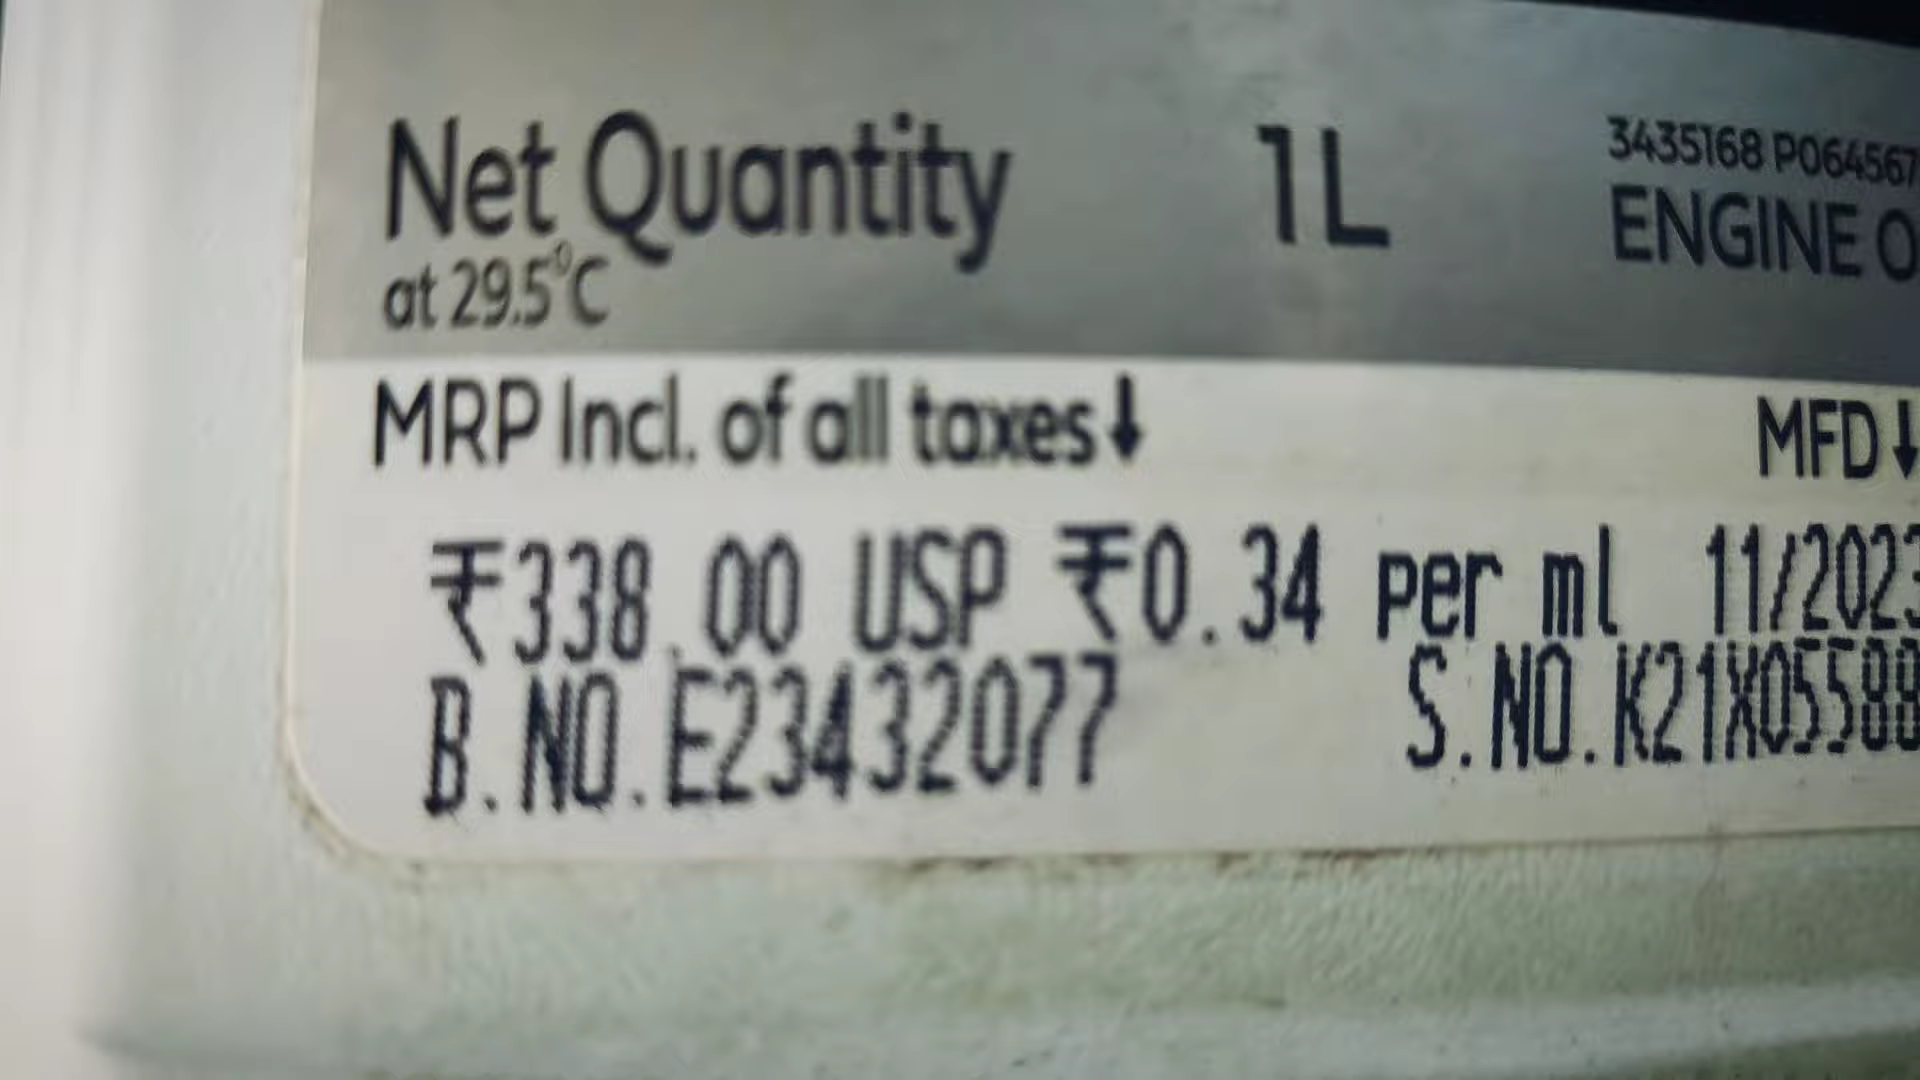 Net Quantity 1L
3435168 P064567
at 29.5°C
ENGINE O
MRP Incl. of all taxes↓ MFD↓
₹338.00 USP ₹0.34 per ml 11/2023
B.NO.E23432077 S.NO.K21X05588